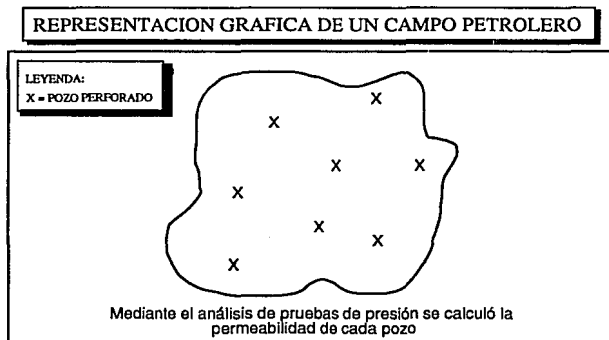 REPRESENTACION GRAFICA DE UN CAMPO PETROLERO
LEYENDA:
X = POZO PERFORADO
X
X
X
X
X
X
X
X
Mediante el análisis de pruebas de presión se calculó la
permeabilidad de cada pozo